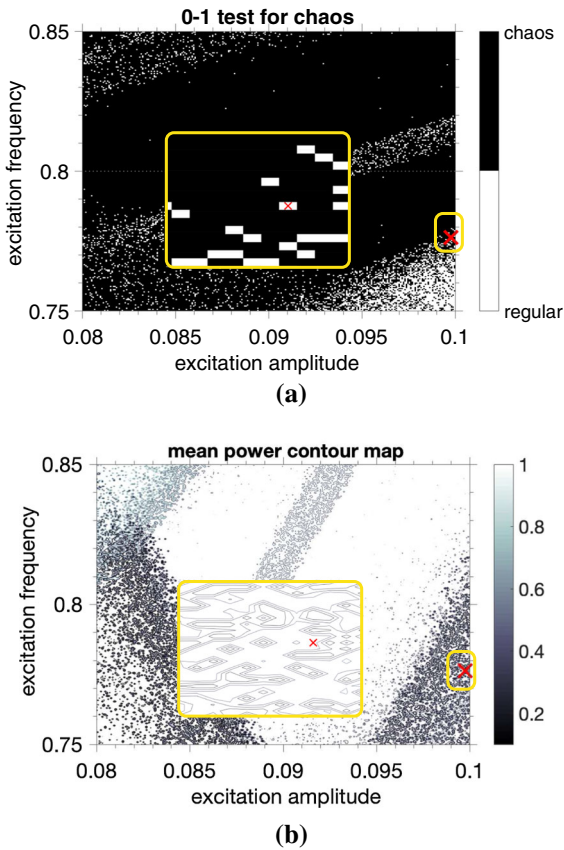 0-1 test for chaos
0.85
0.8
0.75
excitation frequency
0.08 0.085 0.09 0.095 0.1
excitation amplitude
chaos
regular
(a)
mean power contour map
0.85
0.8
0.75
excitation frequency
0.08 0.085 0.09 0.095 0.1
excitation amplitude
1
0.8
0.6
0.4
0.2
(b)